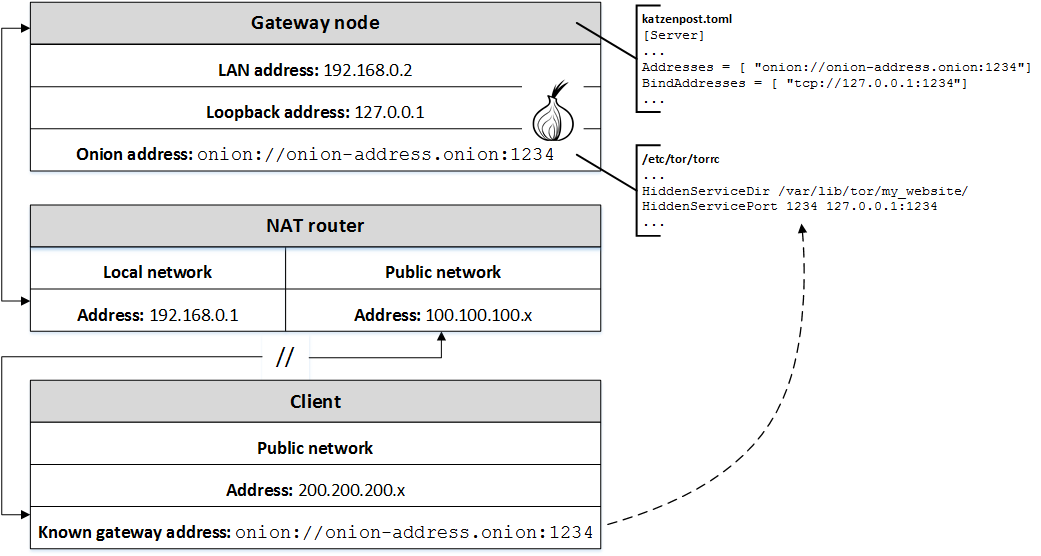 Gateway node
LAN address: 192.168.0.2
Loopback address: 127.0.0.1
Onion address: onion://onion-address.onion:1234
katzenpost.toml
[Server]
...
Addresses = [ "onion://onion-address.onion:1234"]
BindAddresses = [ "tcp://127.0.0.1:1234"]
...
/etc/tor/torrc
...
HiddenServiceDir /var/lib/tor/my_website/
HiddenServicePort 1234 127.0.0.1:1234
...
NAT router
Local network
Public network
Address: 192.168.0.1
Address: 100.100.100.x
//
Client
Public network
Address: 200.200.200.x
Known gateway address: onion://onion-address.onion:1234